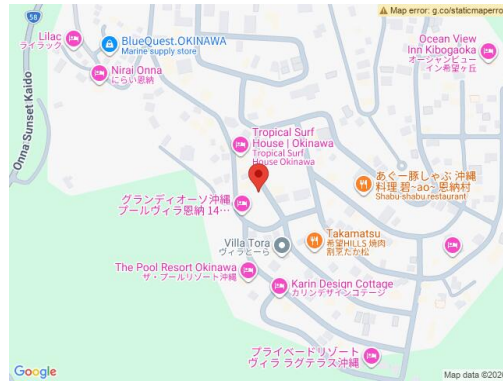 Map error: g.co/staticmaperro
58
Lilac
ライラック
BlueQuest.OKINAWA
Marine supply store
Ocean View
Inn Kibogaoka
オーシャンビュー
イン希望ヶ丘
Nirai Onna
にらい恩納
Onna Sunset Kaido
Tropical Surf
House | Okinawa
Tropical Surf
House Okinawa
あぐー豚しゃぶ 沖縄
料理 碧~ao~ 恩納村
Shabu-shabu restaurant
グランディオーソ沖縄
プールヴィラ恩納 14…
Takamatsu
希望HILLS 焼肉
割烹だか松
Villa Tora
ヴィラとーら
The Pool Resort Okinawa
ザ・プールリゾート沖縄
Karin Design Cottage
カリンデザインコテージ
プライベートリゾート
ヴィラ ラグテラス沖縄
Google
Map data ©2026